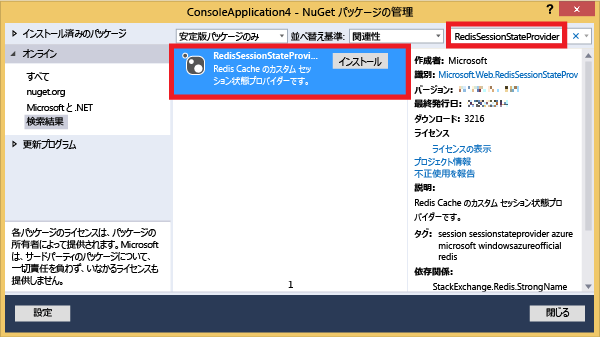 ConsoleApplication4 - NuGet パッケージの管理
インストール済みのパッケージ
オンライン
すべて
nuget.org
Microsoft と .NET
検索結果
更新プログラム
各パッケージのライセンスは、パッケージ
の所有者によって提供されます。Microsoft
は、サードパーティのパッケージについて、
一切責任を負わず、いかなるライセンスも
提供しません。
設定
安定版パッケージのみ
並べ替え基準:
関連性
RedisSessionStateProvi...
Redis Cache のカスタム セッ
ション状態プロバイダーです。
インストール
1
RedisSessionStateProvider
作成者: Microsoft
識別: Microsoft.Web.RedisSessionStateProv
バージョン:
最終発行日:
ダウンロード: 3216
ライセンス
ライセンスの表示
プロジェクト情報
不正使用を報告
説明:
Redis Cache のカスタム セッション状態プロ
バイダーです。
タグ: session sessionstateprovider azure
microsoft windowsazureofficial
redis
依存関係:
StackExchange.Redis.StrongName
閉じる